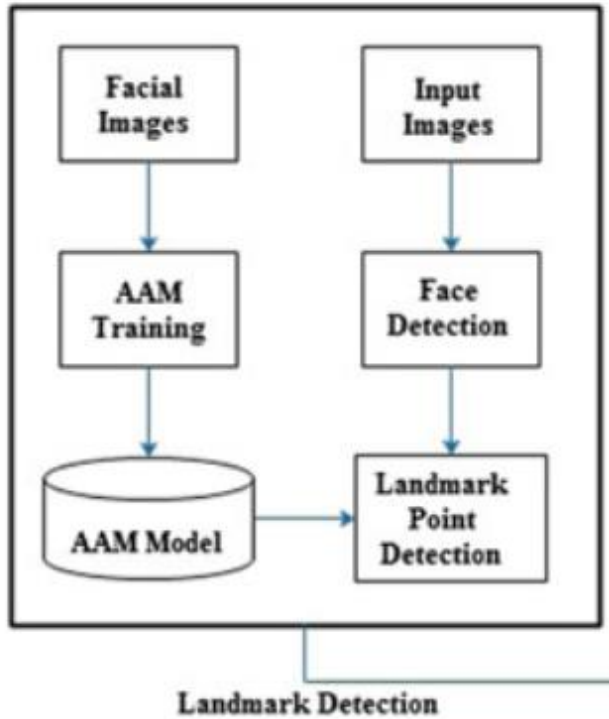 Facial
Images
Input
Images
AAM
Training
Face
Detection
AAM Model
Landmark
Point
Detection
Landmark Detection